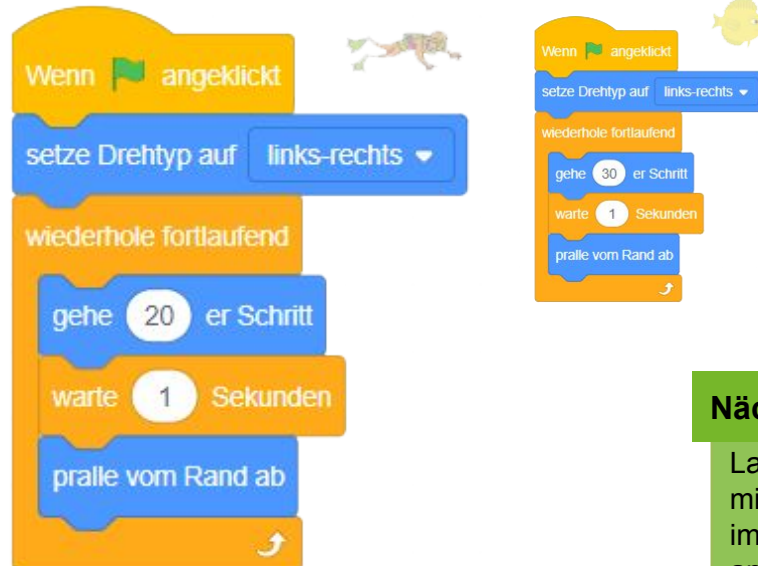 Wenn angeklickt
setze Drehtyp auf links-rechts
wiederhole fortlaufend
gehe 20 er Schritt
warte 1 Sekunden
pralle vom Rand ab
Wenn angeklickt
setze Drehtyp auf links-rechts
wiederhole fortlaufend
gehe 30 er Schritt
warte 1 Sekunden
pralle vom Rand ab